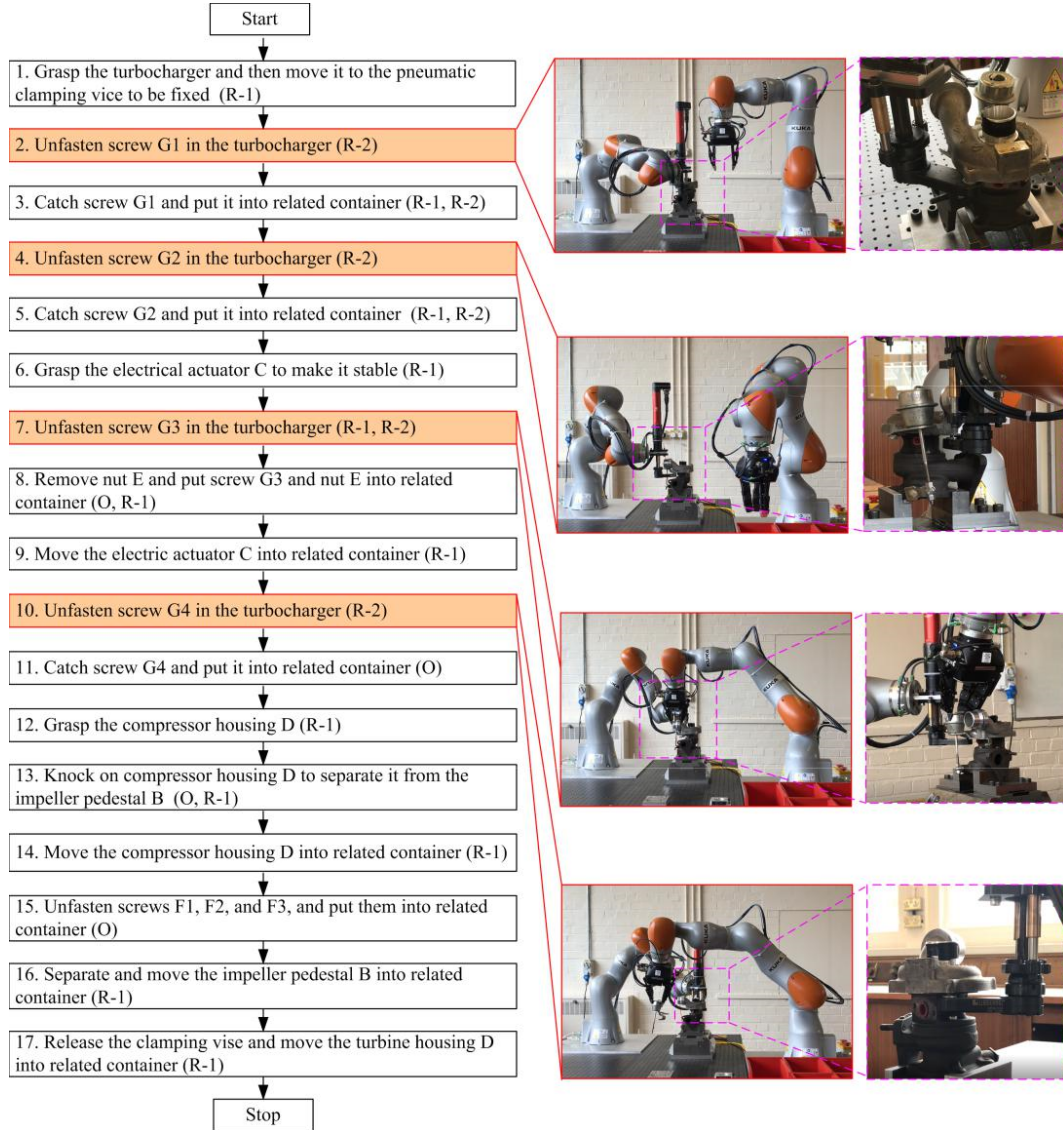 Start
1. Grasp the turbocharger and then move it to the pneumatic
clamping vice to be fixed  (R-1)
2. Unfasten screw G1 in the turbocharger (R-2)
3. Catch screw G1 and put it into related container (R-1, R-2)
4. Unfasten screw G2 in the turbocharger (R-2)
5. Catch screw G2 and put it into related container  (R-1, R-2)
6. Grasp the electrical actuator C to make it stable (R-1)
7. Unfasten screw G3 in the turbocharger (R-1, R-2)
8. Remove nut E and put screw G3 and nut E into related
container (O, R-1)
9. Move the electric actuator C into related container (R-1)
10. Unfasten screw G4 in the turbocharger (R-2)
11. Catch screw G4 and put it into related container (O)
12. Grasp the compressor housing D (R-1)
13. Knock on compressor housing D to separate it from the
impeller pedestal B  (O, R-1)
14. Move the compressor housing D into related container (R-1)
15. Unfasten screws F1, F2, and F3, and put them into related
container (O)
16. Separate and move the impeller pedestal B into related
container (R-1)
17. Release the clamping vise and move the turbine housing D
into related container (R-1)
Stop
KUKA
KUKA
KUKA
KUKA
KUKA
KUKA